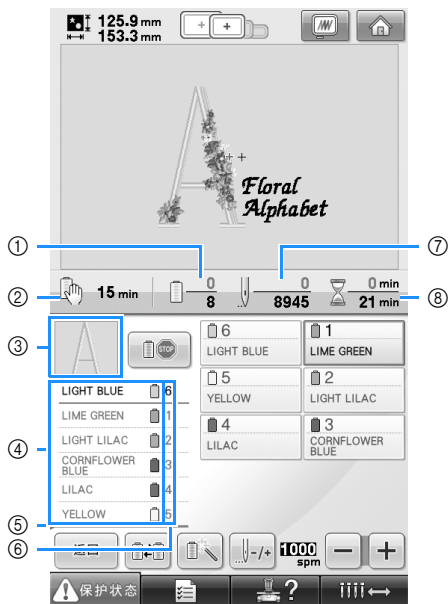 125.9 mm
153.3 mm
Floral
Alphabet
① ⑦
② 15 min 0 0 0 min ⑧
8 8945 21 min
③ STOP
6 1
LIGHT BLUE LIME GREEN
5 2
YELLOW LIGHT LILAC
4 3
LILAC CORNFLOWER
BLUE
④
LIGHT BLUE 6
LIME GREEN 1
LIGHT LILAC 2
CORNFLOWER
BLUE 3
LILAC 4
YELLOW 5
⑤
⑥
返回 -/+ 1000
spm - +
保护状态 ?